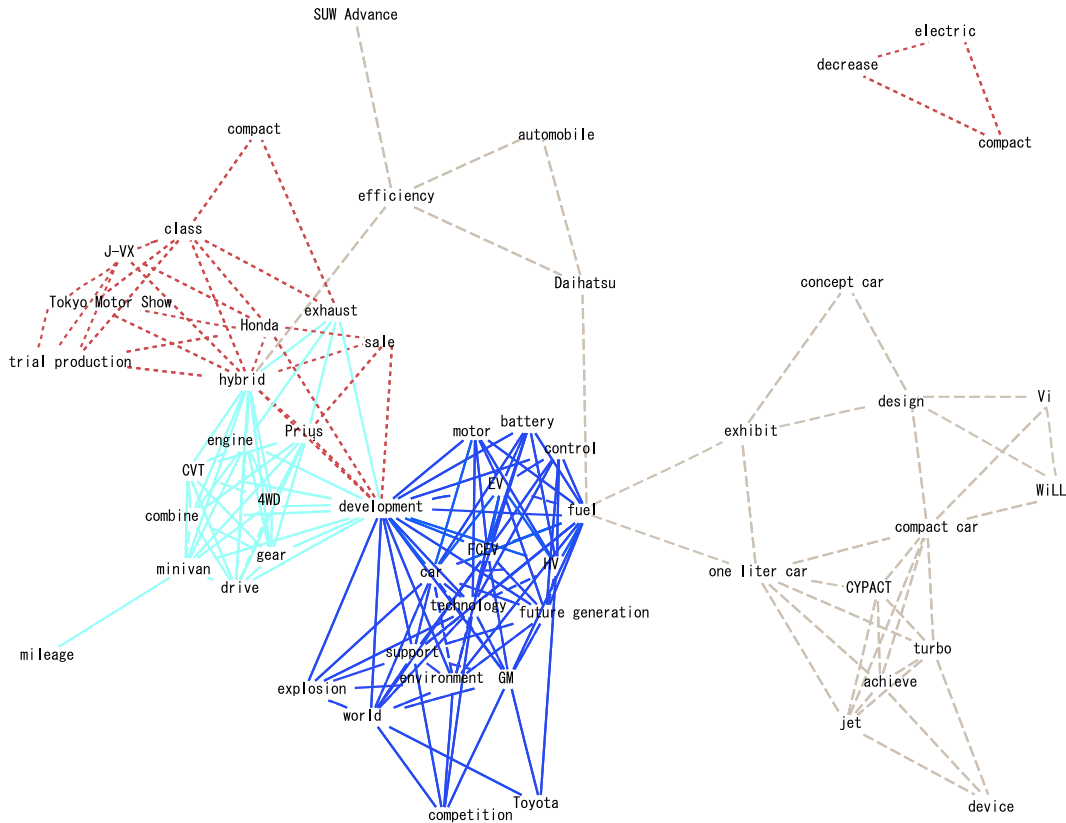 SUW Advance
electric
decrease
compact
automobile
compact
efficiency
class
J-VX
Daihatsu
concept car
Tokyo Motor Show
exhaust
Honda
sale
trial production
hybrid
Vi
design
battery
exhibit
Prius
motor
engine
control
CVT
EV
WiLL
4WD
development
fuel
combine
compact car
gear
FCEV
HV
minivan
car
one liter car
drive
CYPACT
technology
future generation
turbo
mileage
support
environment
GM
achieve
explosion
world
jet
Toyota
competition
device